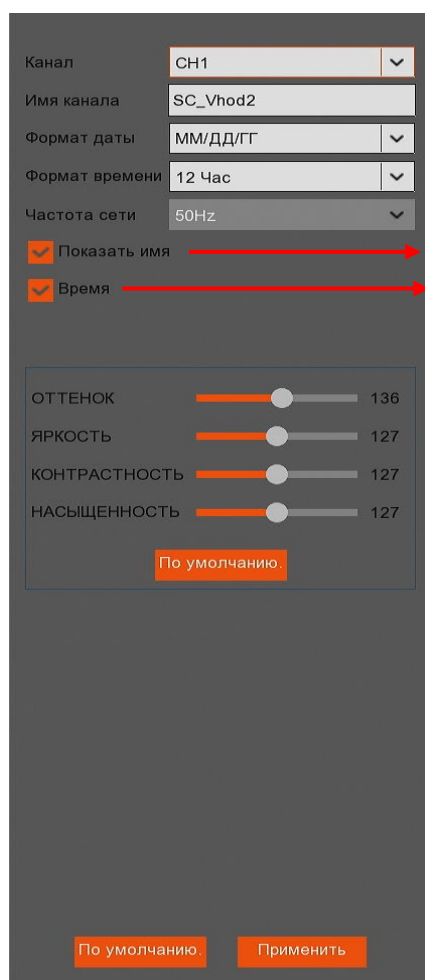 Канал CH1
Имя канала SC_Vhod2
Формат даты ММ/ДД/ГГ
Формат времени 12 Час
Частота сети 50Hz
Показать имя
Время
ОТТЕНОК 136
ЯРКОСТЬ 127
КОНТРАСТНОСТЬ 127
НАСЫЩЕННОСТЬ 127
По умолчанию.
По умолчанию. Применить